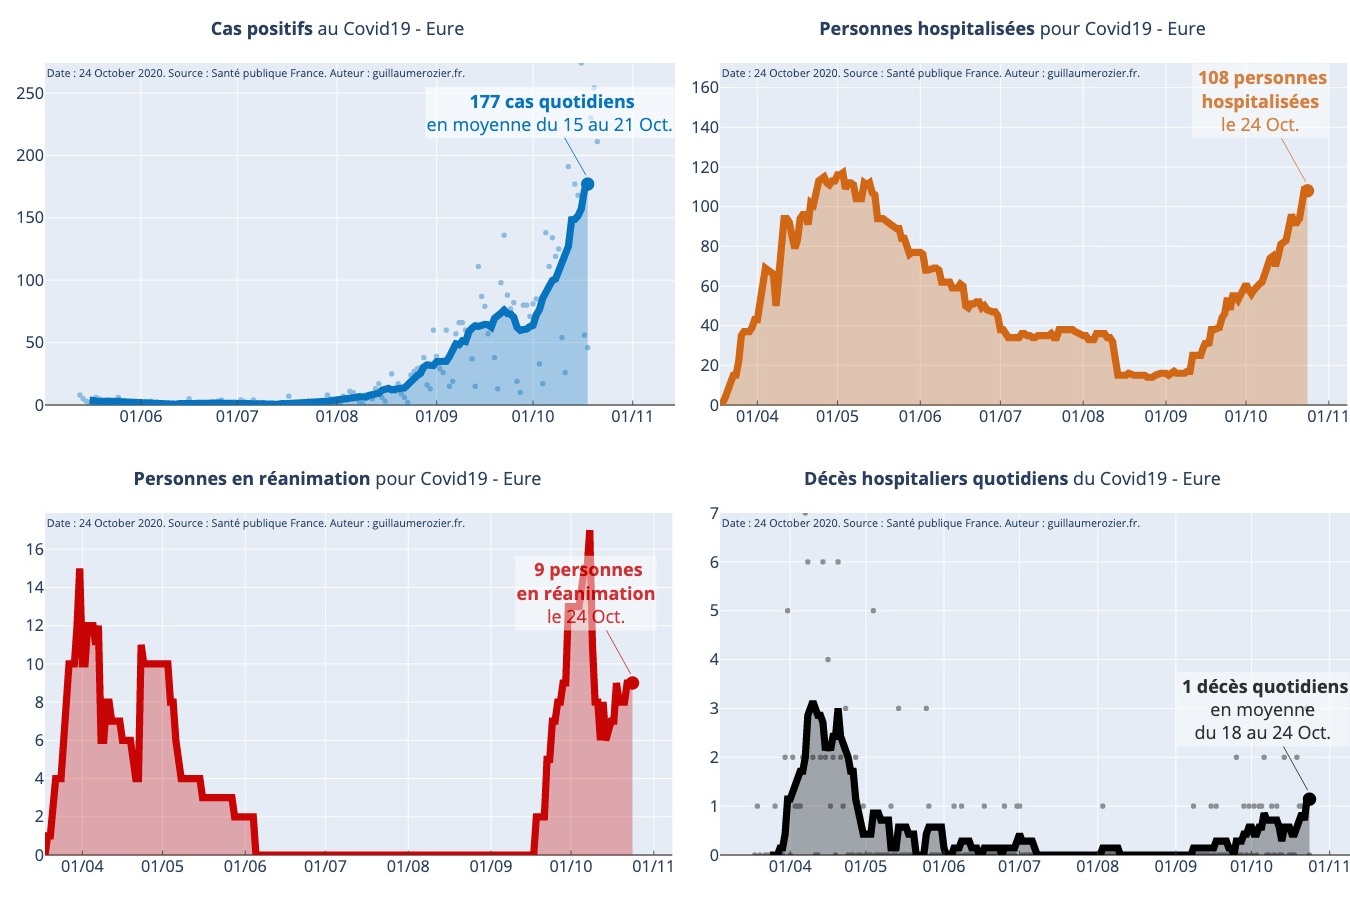 Cas positifs au Covid19 - Eure
Date : 24 October 2020. Source : Santé publique France. Auteur : guillaumerozier.fr.
177 cas quotidiens
en moyenne du 15 au 21 Oct.
250
200
150
100
50
0
01/06 01/07 01/08 01/09 01/10 01/11
Personnes hospitalisées pour Covid19 - Eure
Date : 24 October 2020. Source : Santé publique France. Auteur : guillaumerozier.fr.
108 personnes
hospitalisées
le 24 Oct.
160
140
120
100
80
60
40
20
0
01/04 01/05 01/06 01/07 01/08 01/09 01/10 01/11
Personnes en réanimation pour Covid19 - Eure
Date : 24 October 2020. Source : Santé publique France. Auteur : guillaumerozier.fr.
9 personnes
en réanimation
le 24 Oct.
16
14
12
10
8
6
4
2
0
01/04 01/05 01/06 01/07 01/08 01/09 01/10 01/11
Décès hospitaliers quotidiens du Covid19 - Eure
Date : 24 October 2020. Source : Santé publique France. Auteur : guillaumerozier.fr.
1 décès quotidiens
en moyenne
du 18 au 24 Oct.
7
6
5
4
3
2
1
0
01/04 01/05 01/06 01/07 01/08 01/09 01/10 01/11